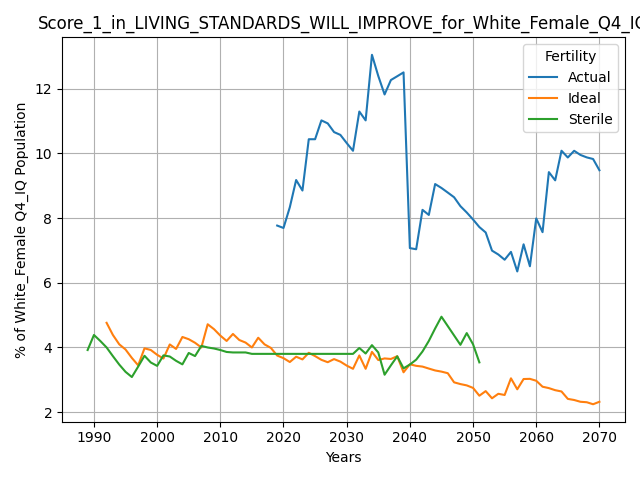 Score_1_in_LIVING_STANDARDS_WILL_IMPROVE_for_White_Female_Q4_IQ
% of White_Female Q4_IQ Population
12
10
8
6
4
2
Fertility
Actual
Ideal
Sterile
1990 2000 2010 2020 2030 2040 2050 2060 2070
Years